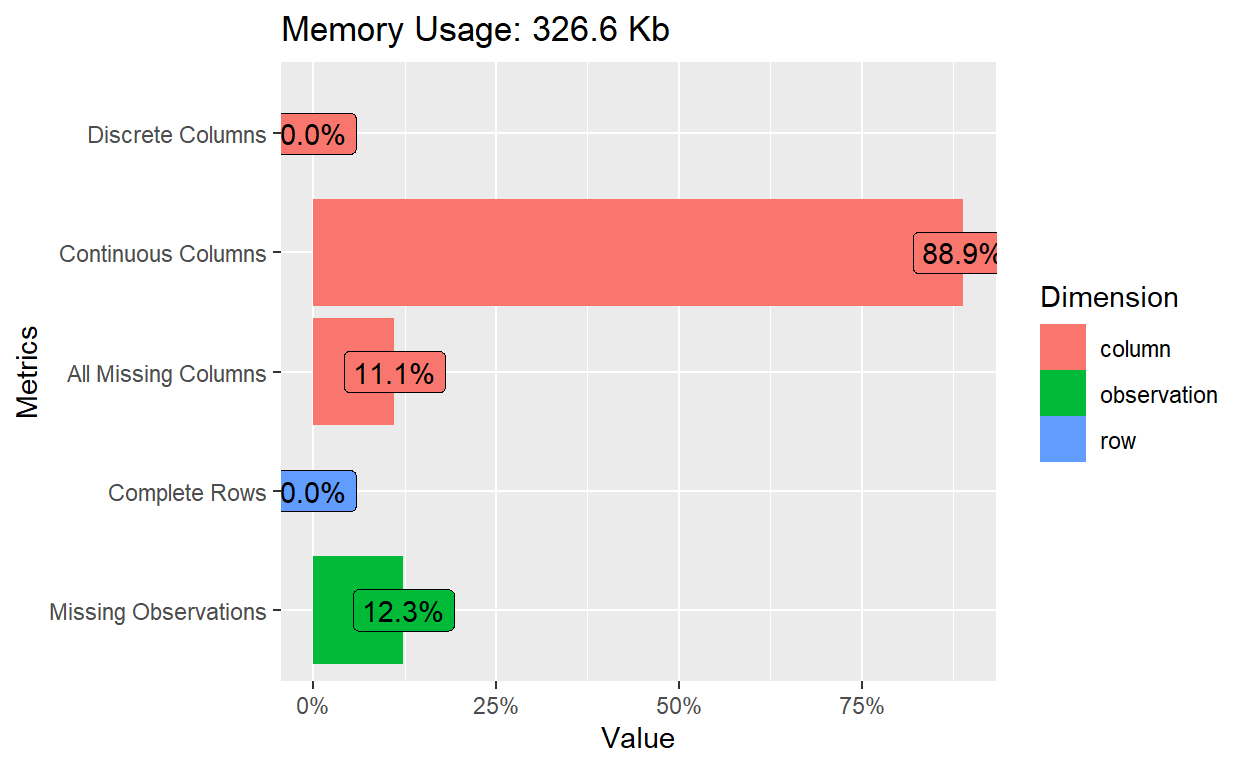 Memory Usage: 326.6 Kb
Discrete Columns
0.0%
Continuous Columns
88.9%
All Missing Columns
11.1%
Complete Rows
0.0%
Missing Observations
12.3%
Metrics
0%
25%
50%
75%
Value
Dimension
column
observation
row